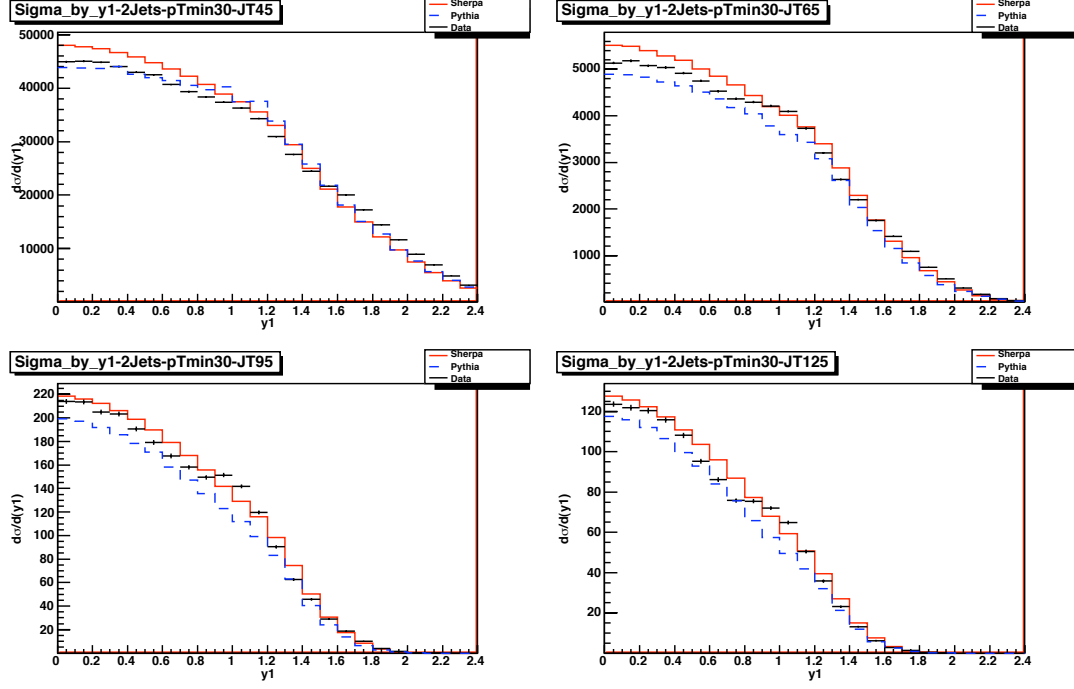 Sigma_by_y1-2Jets-pTmin30-JT45
Sherpa
Pythia
Data
50000
40000
30000
20000
10000
dσ/d(y1)
0 0.2 0.4 0.6 0.8 1 1.2 1.4 1.6 1.8 2 2.2 2.4
y1
Sigma_by_y1-2Jets-pTmin30-JT65
Sherpa
Pythia
Data
5000
4000
3000
2000
1000
dσ/d(y1)
0 0.2 0.4 0.6 0.8 1 1.2 1.4 1.6 1.8 2 2.2 2.4
y1
Sigma_by_y1-2Jets-pTmin30-JT95
Sherpa
Pythia
Data
220
200
180
160
140
120
100
80
60
40
20
dσ/d(y1)
0 0.2 0.4 0.6 0.8 1 1.2 1.4 1.6 1.8 2 2.2 2.4
y1
Sigma_by_y1-2Jets-pTmin30-JT125
Sherpa
Pythia
Data
120
100
80
60
40
20
dσ/d(y1)
0 0.2 0.4 0.6 0.8 1 1.2 1.4 1.6 1.8 2 2.2 2.4
y1